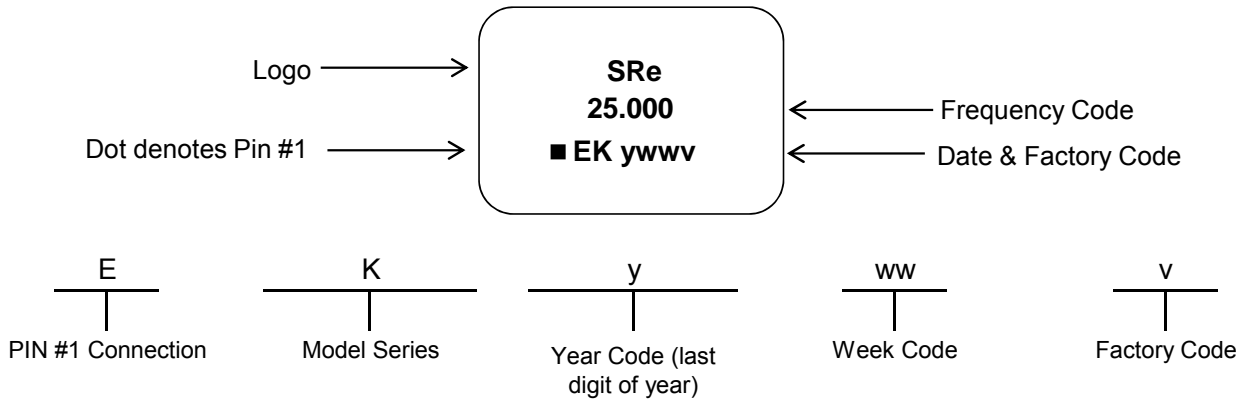 Logo
SRe
25.000
Frequency Code
Dot denotes Pin #1
■ EK ywwv
Date & Factory Code
E
K
y
ww
v
PIN #1 Connection
Model Series
Year Code (last
digit of year)
Week Code
Factory Code